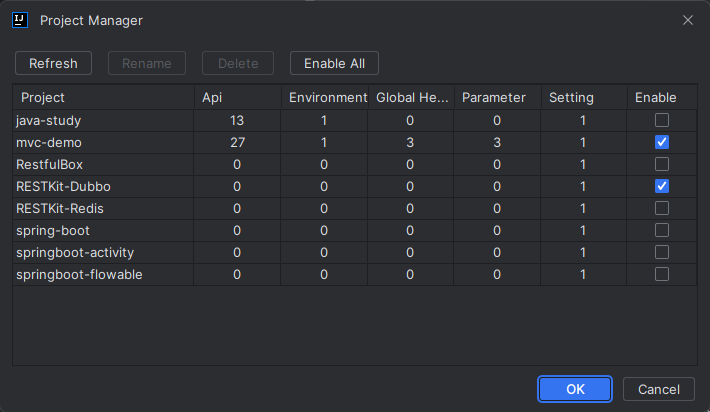 IJ Project Manager
Refresh Rename Delete Enable All
Project Api Environment Global He... Parameter Setting Enable
java-study 13 1 0 0 1
mvc-demo 27 1 3 3 1
RestfulBox 0 0 0 0 1
RESTKit-Dubbo 0 0 0 0 1
RESTKit-Redis 0 0 0 0 1
spring-boot 0 0 0 0 1
springboot-activity 0 0 0 0 1
springboot-flowable 0 0 0 0 1
OK Cancel